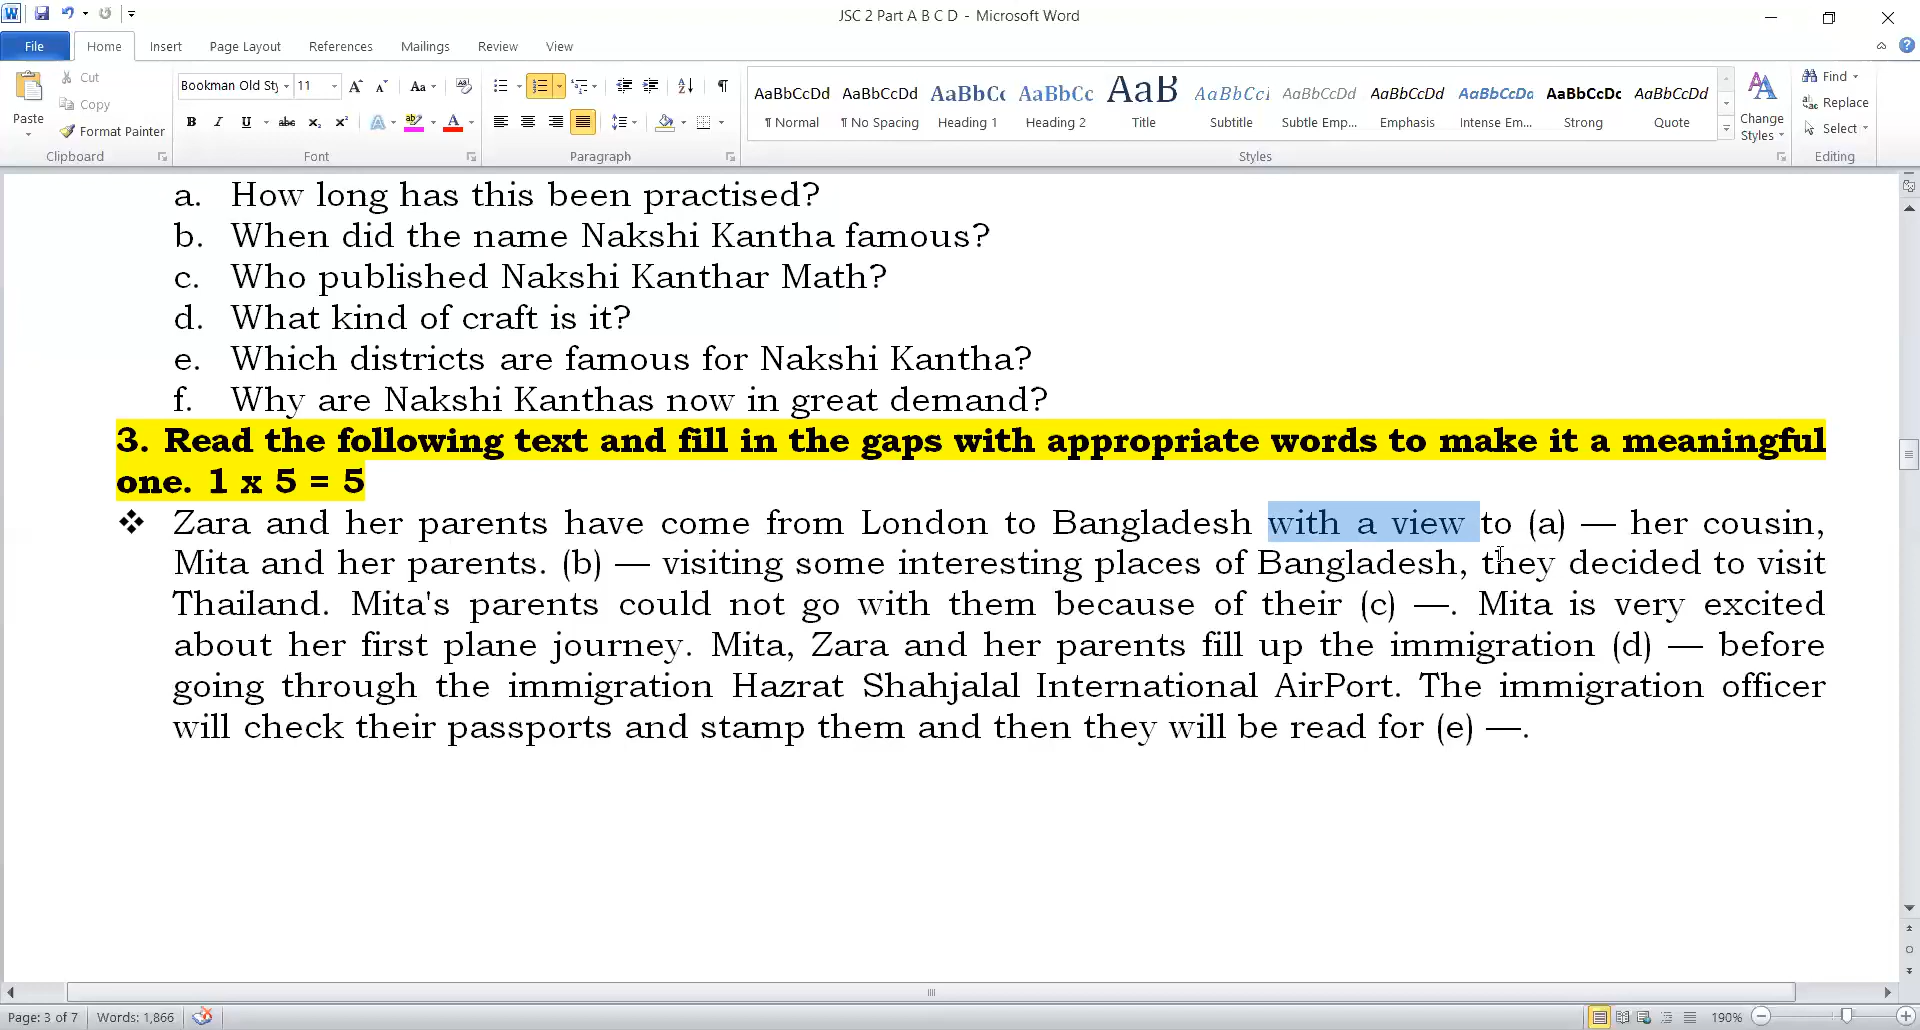 JSC 2 Part A B C D - Microsoft Word
File Home Insert Page Layout References Mailings Review View
Paste Cut Copy Format Painter Clipboard
Bookman Old Sty 11 Font
Paragraph
AaBbCcDd AaBbCcDd AaBbCc AaBbCc AaB AaBbCcI AaBbCcDd AaBbCcDd AaBbCcDd AaBbCcDc AaBbCcDd
¶ Normal ¶ No Spacing Heading 1 Heading 2 Title Subtitle Subtle Emp... Emphasis Intense Em... Strong Quote
Styles
Change Styles
Find Replace Select Editing
a. How long has this been practised?
b. When did the name Nakshi Kantha famous?
c. Who published Nakshi Kanthar Math?
d. What kind of craft is it?
e. Which districts are famous for Nakshi Kantha?
f. Why are Nakshi Kanthas now in great demand?
3. Read the following text and fill in the gaps with appropriate words to make it a meaningful
one. 1 x 5 = 5
❖ Zara and her parents have come from London to Bangladesh with a view to (a) — her cousin,
Mita and her parents. (b) — visiting some interesting places of Bangladesh, they decided to visit
Thailand. Mita's parents could not go with them because of their (c) —. Mita is very excited
about her first plane journey. Mita, Zara and her parents fill up the immigration (d) — before
going through the immigration Hazrat Shahjalal International AirPort. The immigration officer
will check their passports and stamp them and then they will be read for (e) —.
Page: 3 of 7 Words: 1,866 190%